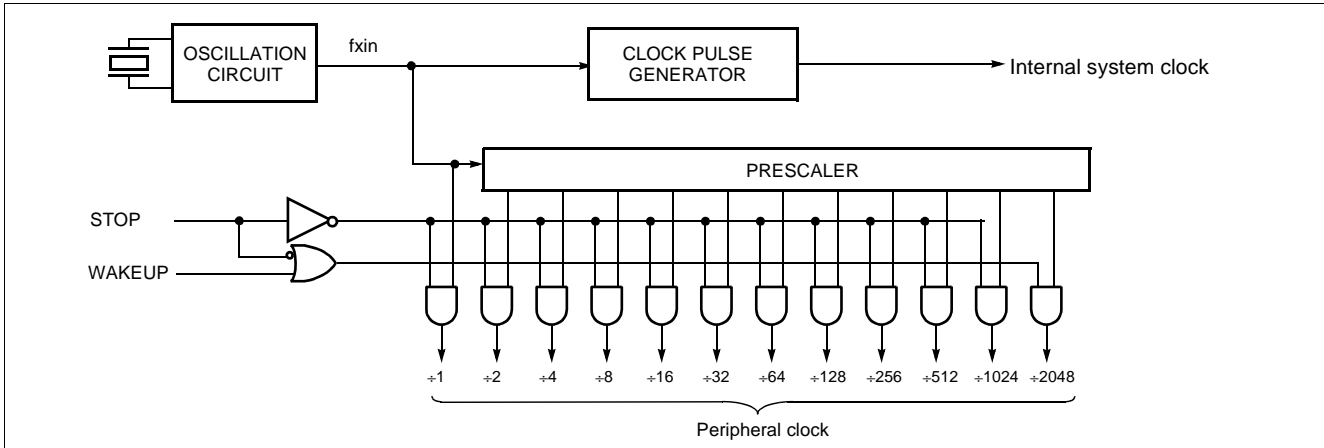 OSCILLATION
CIRCUIT
fxin
CLOCK PULSE
GENERATOR
Internal system clock
PRESCALER
STOP
WAKEUP
÷1 ÷2 ÷4 ÷8 ÷16 ÷32 ÷64 ÷128 ÷256 ÷512 ÷1024 ÷2048
Peripheral clock